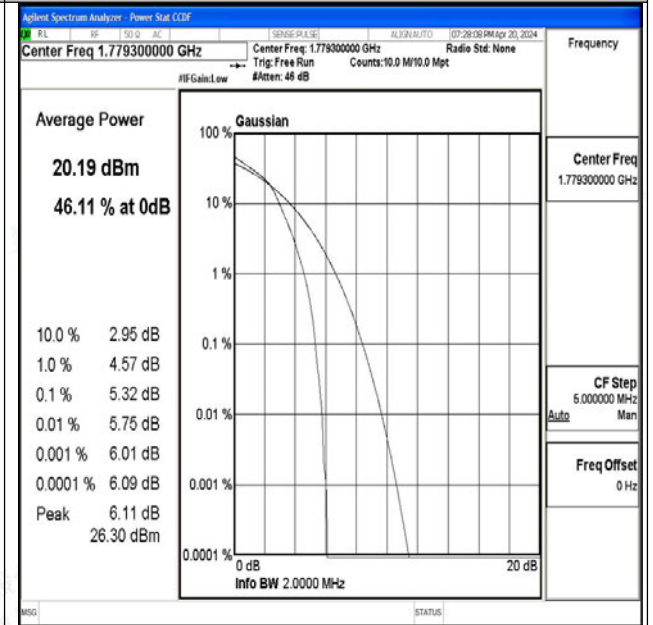 Agilent Spectrum Analyzer - Power Stat CCDF
RL RF 50 Ω AC SENSE:PULSE ALIGN AUTO 07:28:08 PM Apr 20, 2024
Center Freq 1.779300000 GHz
Center Freq: 1.779300000 GHz Radio Std: None
Trig: Free Run Counts:10.0 M/10.0 Mpt
#IFGain:Low #Atten: 46 dB
Frequency
Average Power
20.19 dBm
46.11 % at 0dB
10.0 % 2.95 dB
1.0 % 4.57 dB
0.1 % 5.32 dB
0.01 % 5.75 dB
0.001 % 6.01 dB
0.0001 % 6.09 dB
Peak 6.11 dB
26.30 dBm
Gaussian
100 %
10 %
1 %
0.1 %
0.01 %
0.001 %
0.0001 %
0 dB 20 dB
Info BW 2.0000 MHz
Center Freq
1.779300000 GHz
CF Step
5.000000 MHz
Auto Man
Freq Offset
0 Hz
MSG STATUS